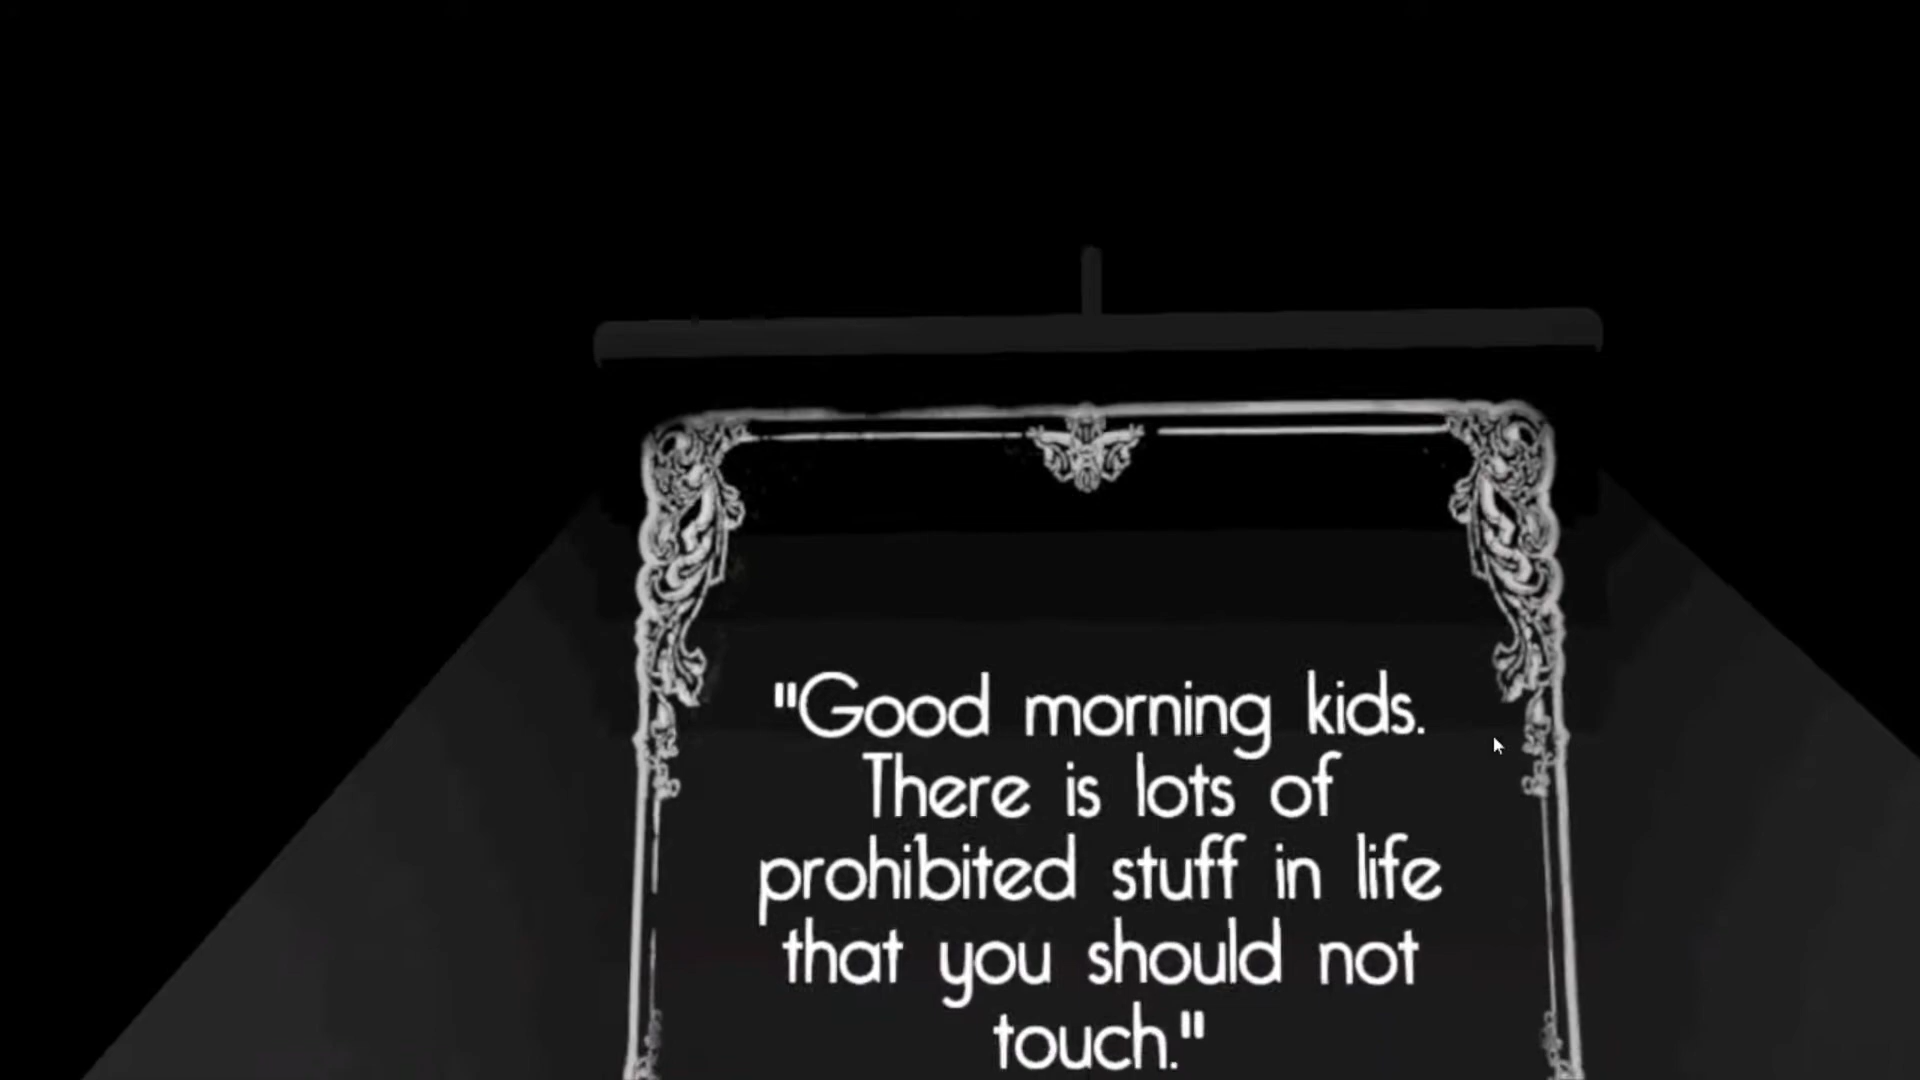 "Good morning kids.
There is lots of
prohibited stuff in life
that you should not
touch."